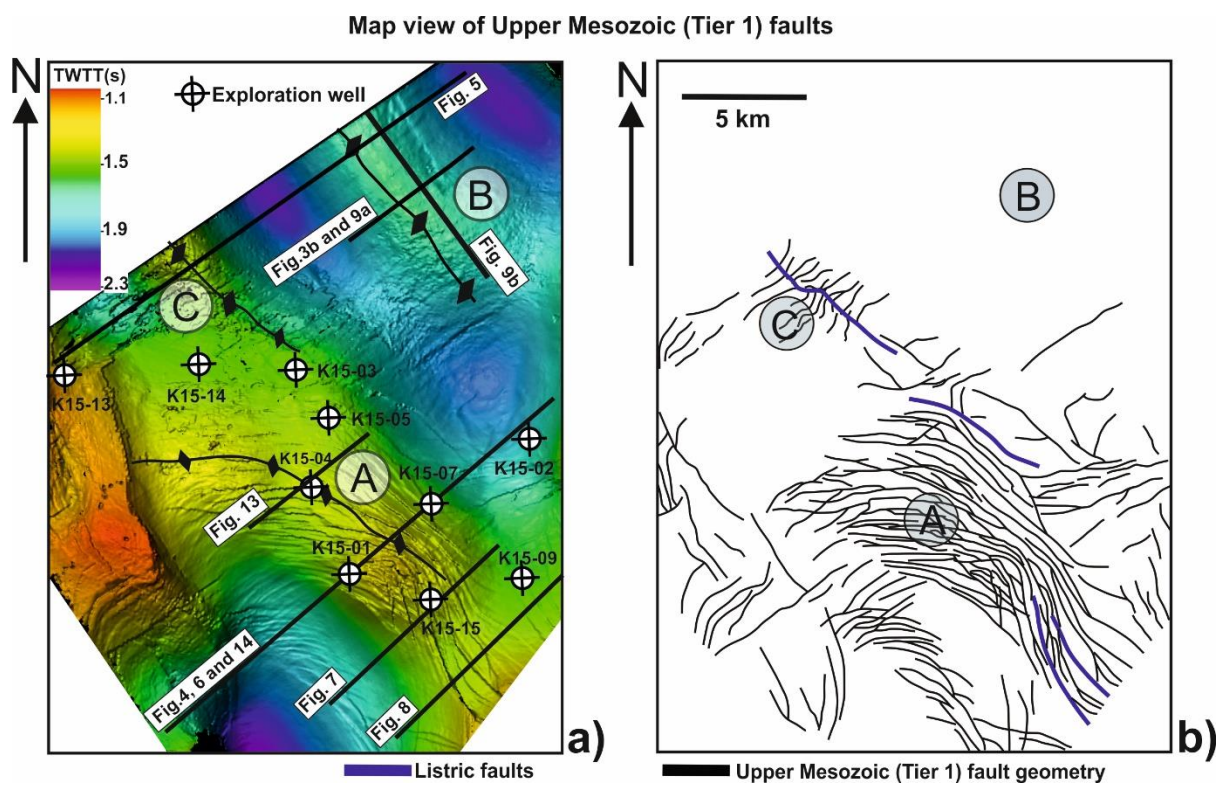 Map view of Upper Mesozoic (Tier 1) faults
N
TWTT(s)
-1.1
-1.5
-1.9
-2.3
Exploration well
Fig. 5
B
Fig.3b and 9a
Fig. 9b
C
K15-13
K15-14
K15-03
K15-05
K15-04
A
K15-07
K15-02
Fig. 13
K15-01
K15-09
K15-15
Fig.4, 6 and 14
Fig. 7
Fig. 8
a)
Listric faults
N
5 km
B
C
A
b)
Upper Mesozoic (Tier 1) fault geometry